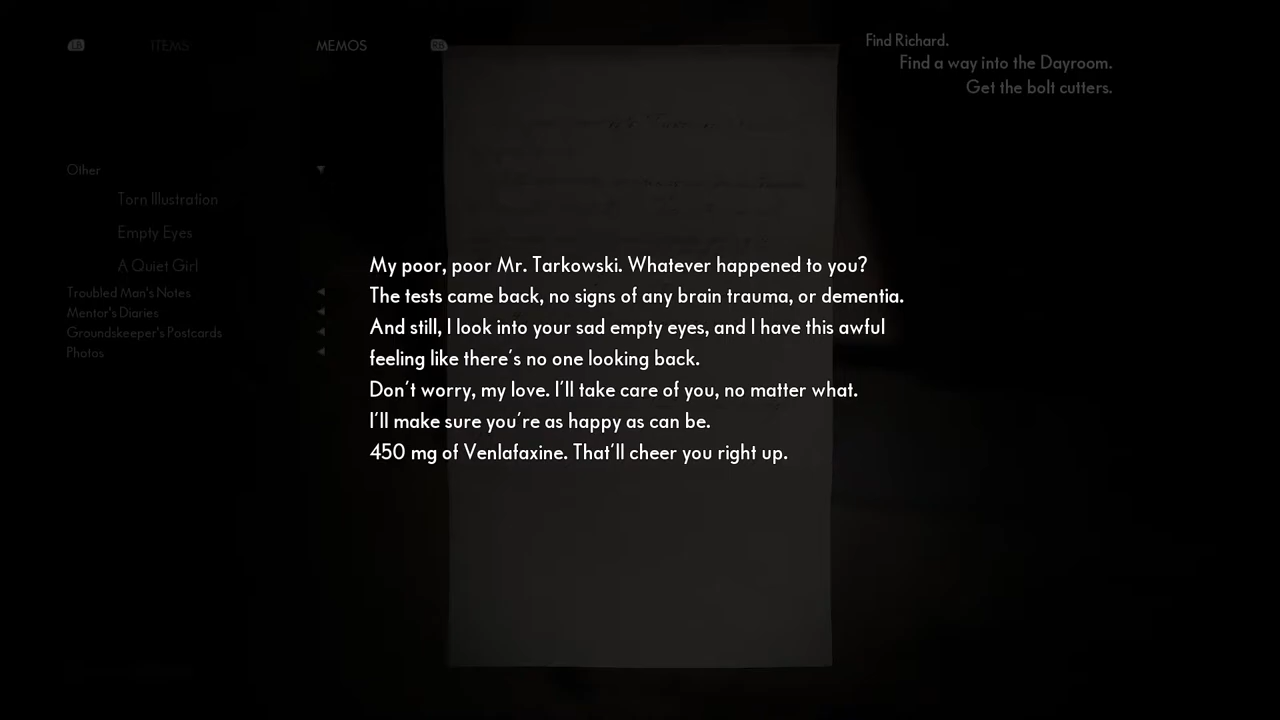 LB
ITEMS
MEMOS
RB
Find Richard.
Find a way into the Dayroom.
Get the bolt cutters.
Other
Torn Illustration
Empty Eyes
A Quiet Girl
Troubled Man's Notes
Mentor's Diaries
Groundskeeper's Postcards
Photos
My poor, poor Mr. Tarkowski. Whatever happened to you?
The tests came back, no signs of any brain trauma, or dementia.
And still, I look into your sad empty eyes, and I have this awful
feeling like there's no one looking back.
Don't worry, my love. I'll take care of you, no matter what.
I'll make sure you're as happy as can be.
450 mg of Venlafaxine. That'll cheer you right up.